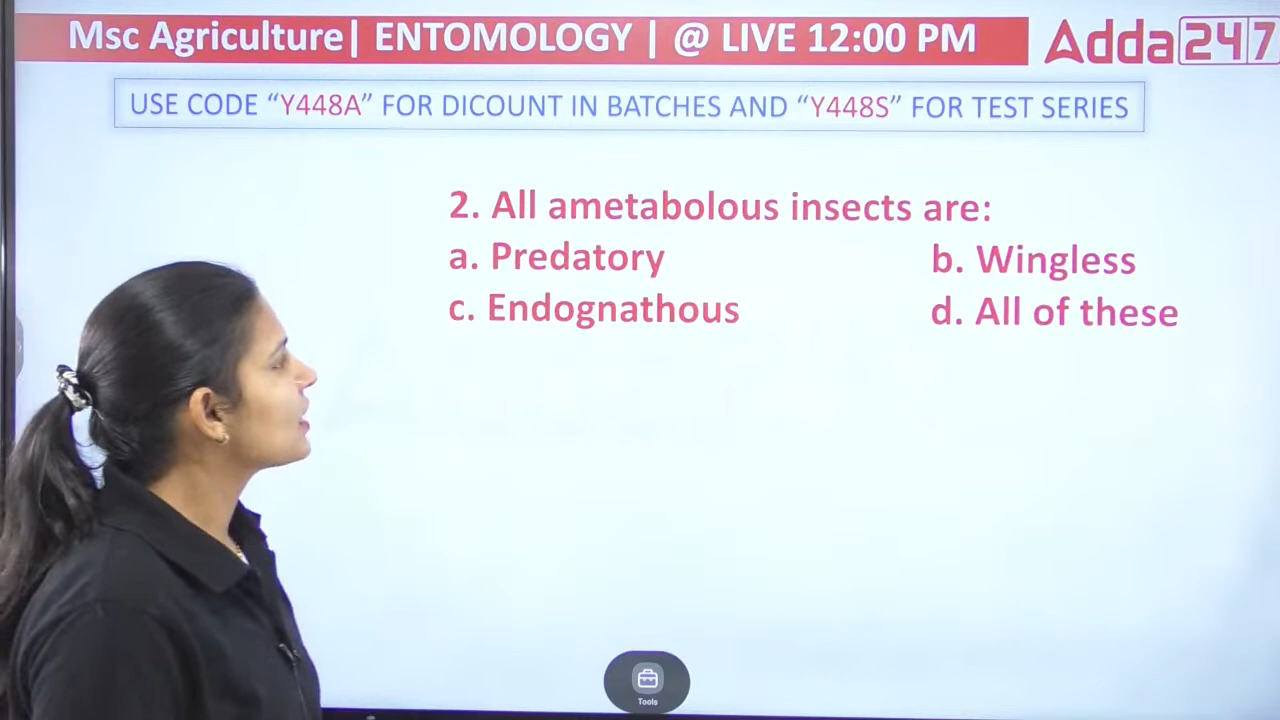 Msc Agriculture| ENTOMOLOGY | @ LIVE 12:00 PM
Adda247
USE CODE “Y448A” FOR DICOUNT IN BATCHES AND “Y448S” FOR TEST SERIES
2. All ametabolous insects are:
a. Predatory b. Wingless
c. Endognathous d. All of these
Tools